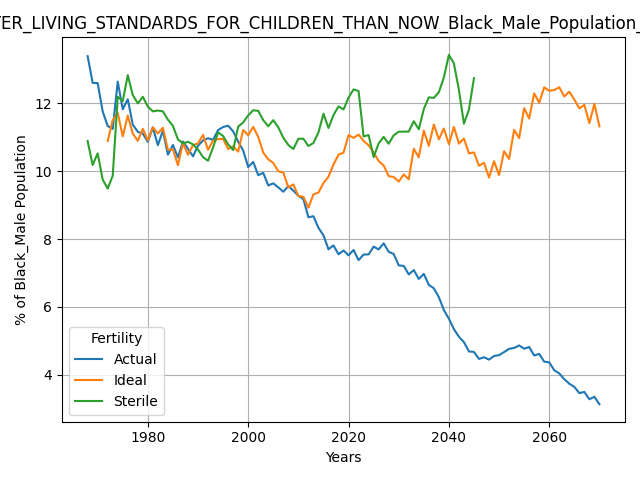 TER_LIVING_STANDARDS_FOR_CHILDREN_THAN_NOW_Black_Male_Population_
% of Black_Male Population
12
10
8
6
4
Fertility
Actual
Ideal
Sterile
1980
2000
2020
2040
2060
Years